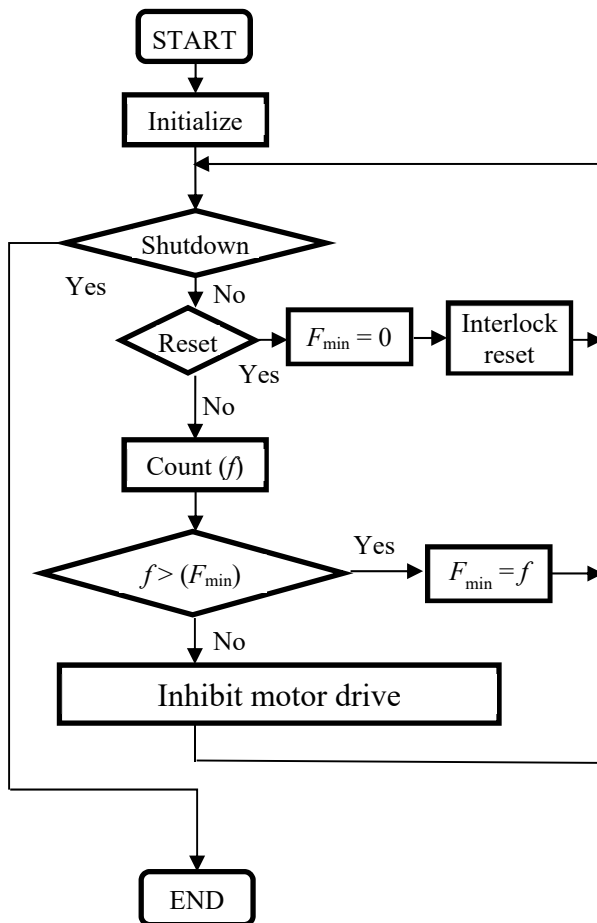 START
Initialize
Shutdown
Yes
No
Reset
Yes
F_min = 0
Interlock
reset
No
Count (f)
f > (F_min)
Yes
F_min = f
No
Inhibit motor drive
END